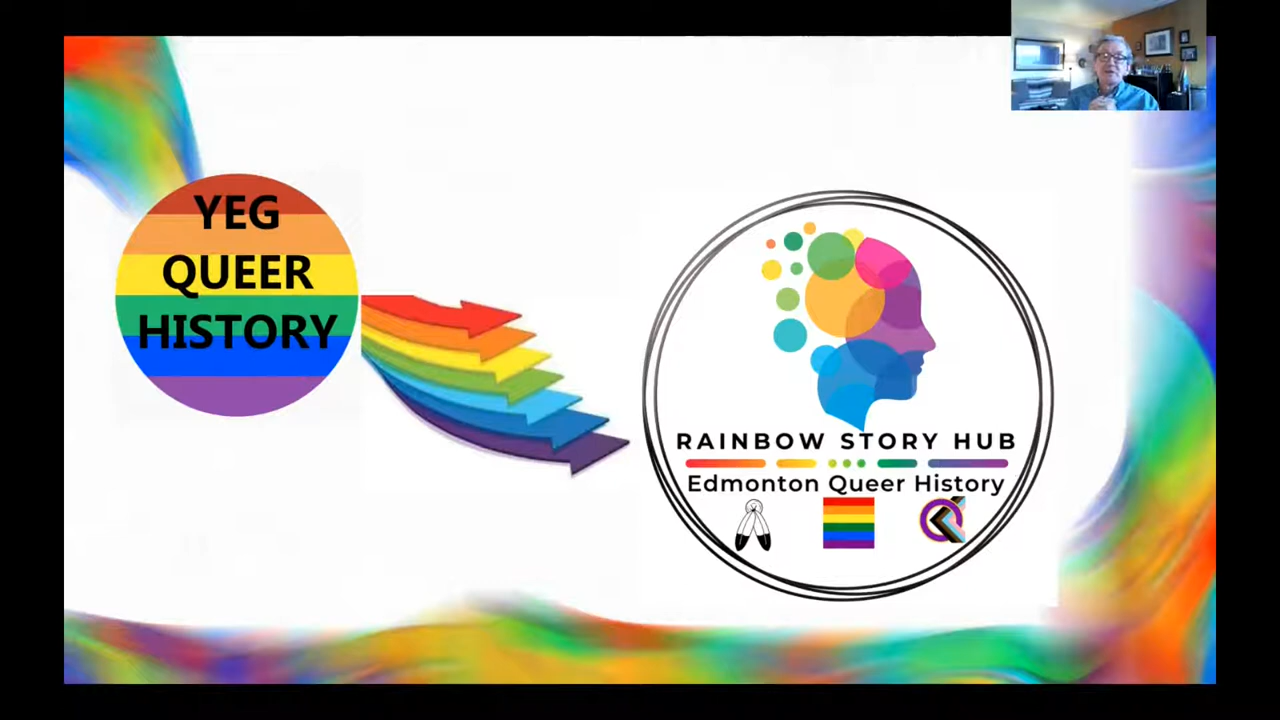 YEG
QUEER
HISTORY
RAINBOW STORY HUB
Edmonton Queer History